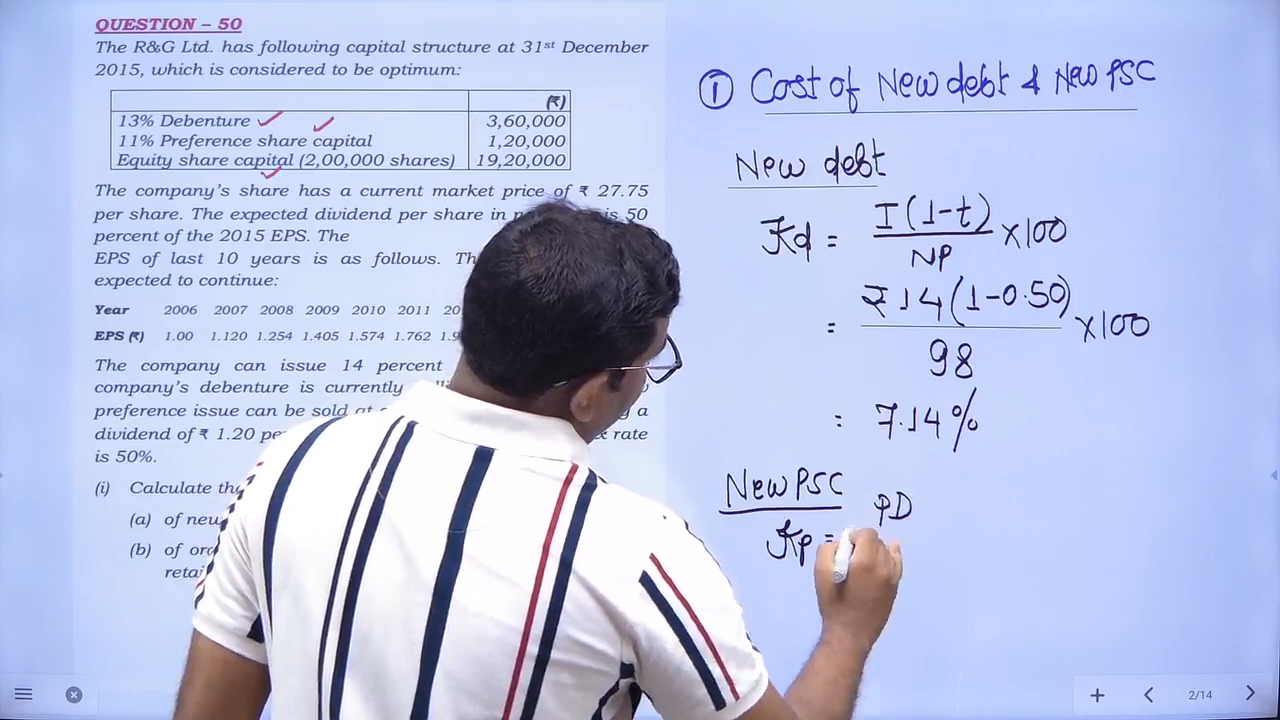 QUESTION – 50
The R&G Ltd. has following capital structure at 31st December
2015, which is considered to be optimum:
(₹)
13% Debenture 3,60,000
11% Preference share capital 1,20,000
Equity share capital (2,00,000 shares) 19,20,000
The company's share has a current market price of ₹ 27.75
per share. The expected dividend per share in is 50
percent of the 2015 EPS. The
EPS of last 10 years is as follows.
expected to continue:
Year 2006 2007 2008 2009 2010 2011
EPS (₹) 1.00 1.120 1.254 1.405 1.574 1.762
The company can issue 14 percent
company's debenture is currently
preference issue can be sold at a
dividend of ₹ 1.20 rate
is 50%.
(i) Calculate
(a) of new
(b) of
① Cost of New debt & New PSC
New debt
Kd = I(1-t) / NP ×100
= ₹14(1-0.50) / 98 ×100
: 7.14%
New PSC
Kp = PD
2/14